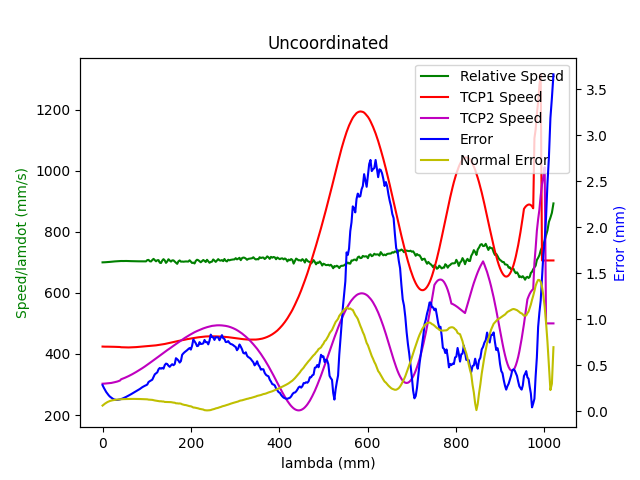 Uncoordinated
Relative Speed
TCP1 Speed
TCP2 Speed
Error
Normal Error
Speed/lamdot (mm/s)
1200
1000
800
600
400
200
3.5
3.0
2.5
2.0
1.5
1.0
0.5
0.0
Error (mm)
0 200 400 600 800 1000
lambda (mm)